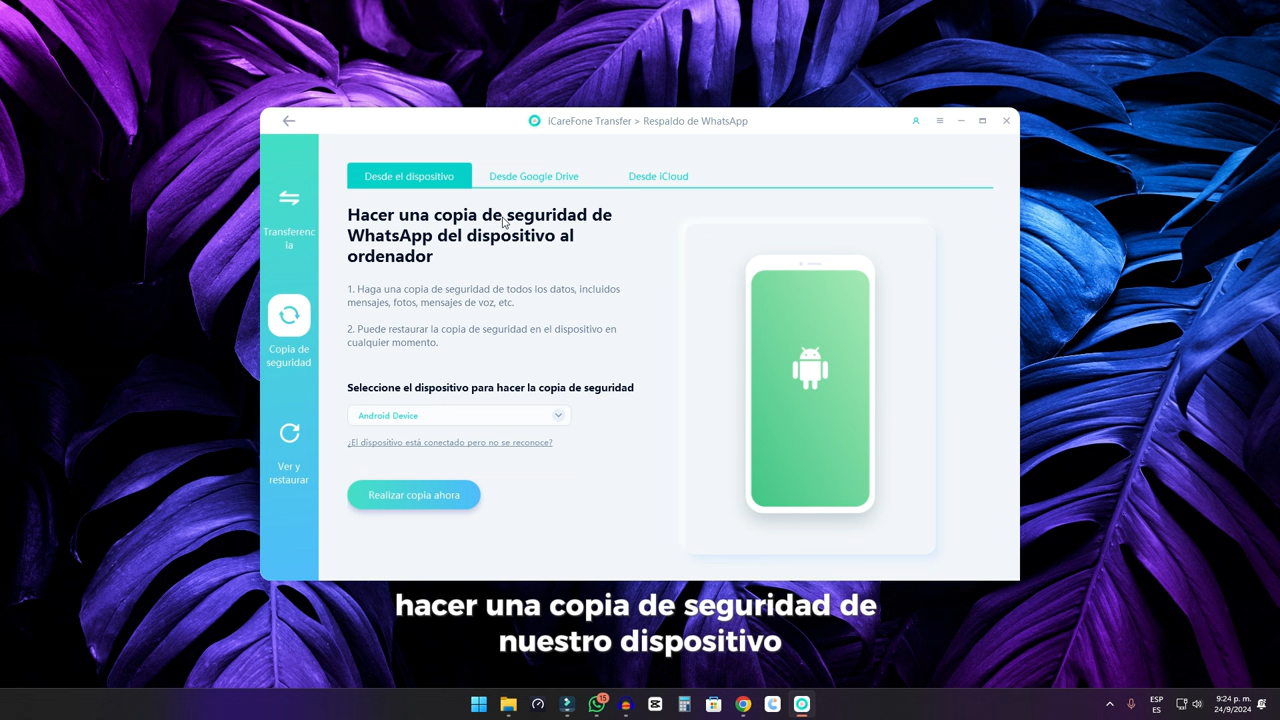 iCareFone Transfer > Respaldo de WhatsApp
Desde el dispositivo
Desde Google Drive
Desde iCloud
Transferenc
ia
Copia de
seguridad
Ver y
restaurar
Hacer una copia de seguridad de
WhatsApp del dispositivo al
ordenador
1. Haga una copia de seguridad de todos los datos, incluidos
mensajes, fotos, mensajes de voz, etc.
2. Puede restaurar la copia de seguridad en el dispositivo en
cualquier momento.
Seleccione el dispositivo para hacer la copia de seguridad
Android Device
¿El dispositivo está conectado pero no se reconoce?
Realizar copia ahora
hacer una copia de seguridad de
nuestro dispositivo
15
ESP
ES
9:24 p. m.
24/9/2024